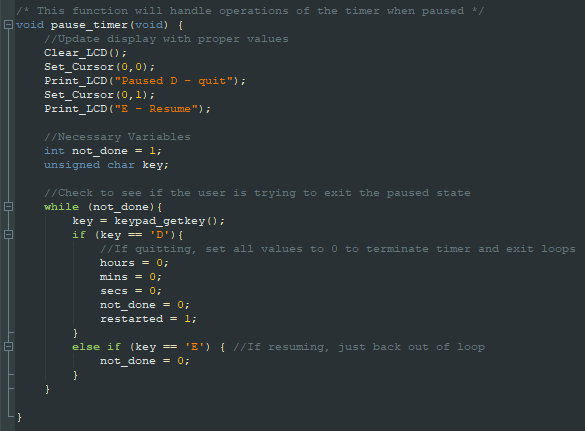 /* This function will handle operations of the timer when paused */
void pause_timer(void) {
    //Update display with proper values
    Clear_LCD();
    Set_Cursor(0,0);
    Print_LCD("Paused D - quit");
    Set_Cursor(0,1);
    Print_LCD("E - Resume");

    //Necessary Variables
    int not_done = 1;
    unsigned char key;

    //Check to see if the user is trying to exit the paused state
    while (not_done){
        key = keypad_getkey();
        if (key == 'D'){
            //If quitting, set all values to 0 to terminate timer and exit loops
            hours = 0;
            mins = 0;
            secs = 0;
            not_done = 0;
            restarted = 1;
        }
        else if (key == 'E') { //If resuming, just back out of loop
            not_done = 0;
        }
    }

}